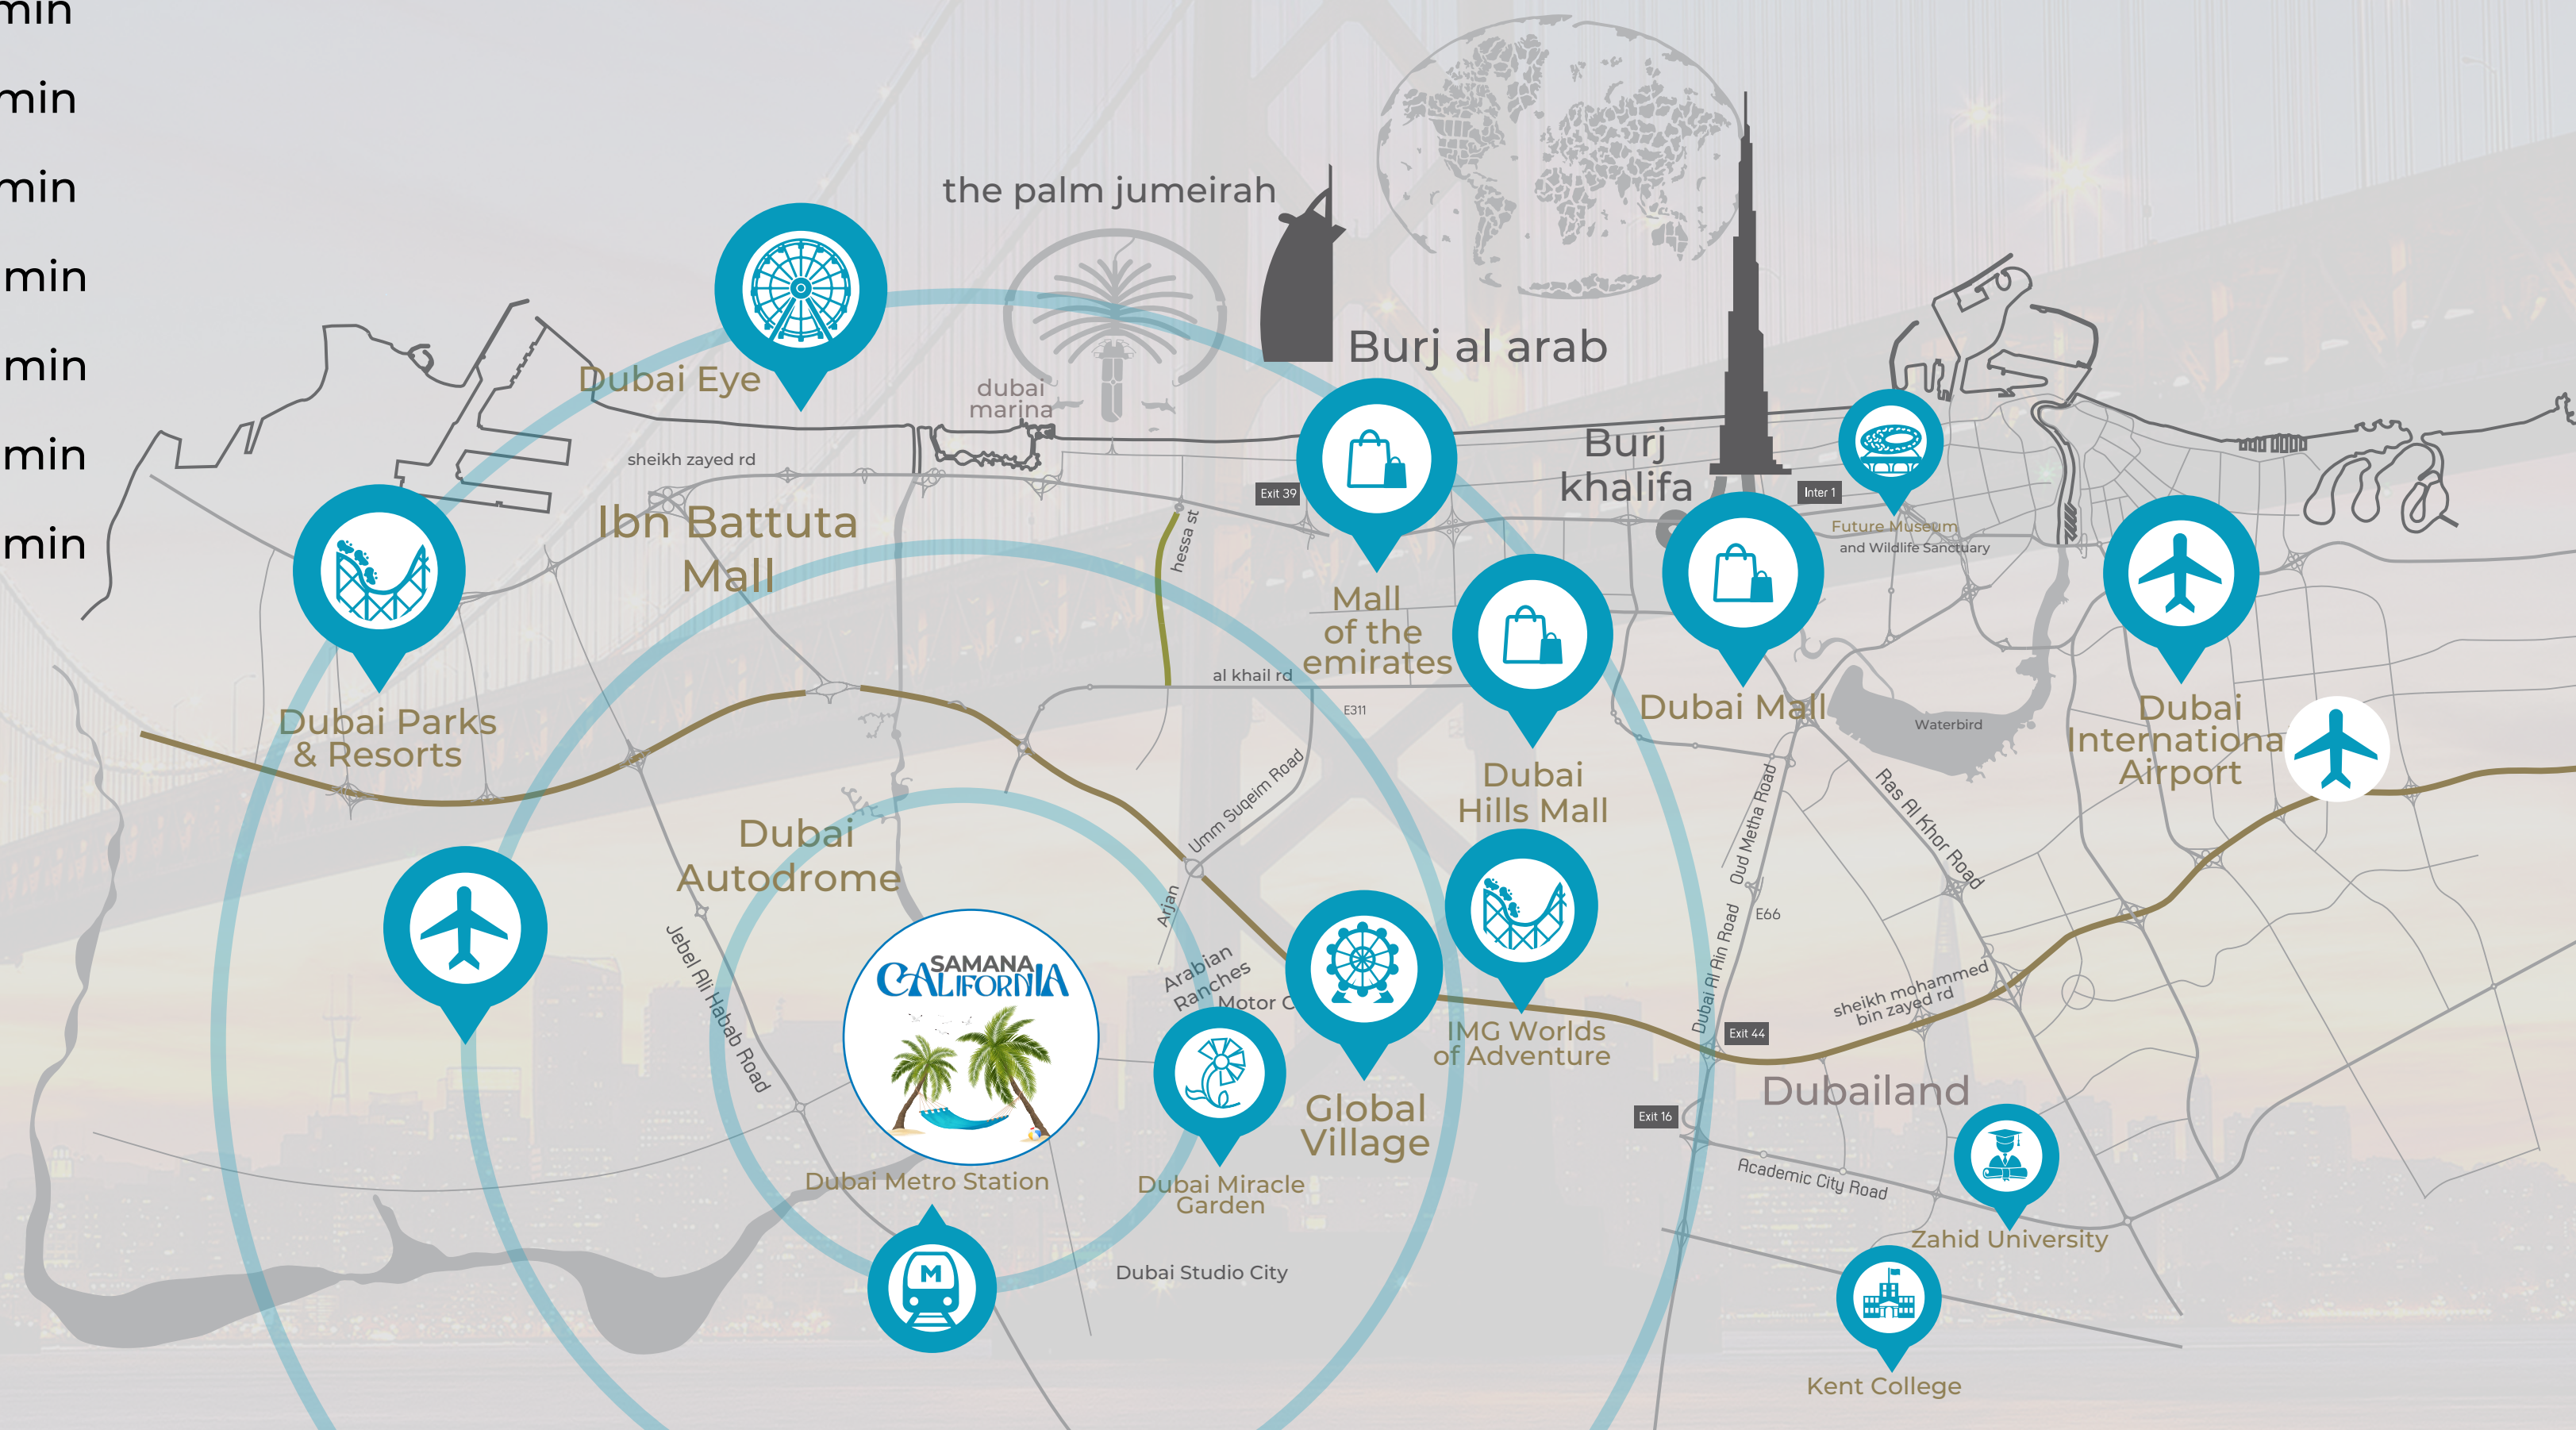 min
min
min
min
min
min
min
the palm jumeirah
Burj al arab
Dubai Eye
dubai
marina
sheikh zayed rd
Burj
khalifa
Exit 39
Inter 1
Ibn Battuta
Mall
hessa st
Future Museum
and Wildlife Sanctuary
Mall
of the
emirates
al khail rd
E311
Dubai Parks
& Resorts
Dubai Mall
Waterbird
Dubai
Internationa
Airport
Dubai
Hills Mall
Umm Suqeim Road
Oud Metha Road
Ras Al Khor Road
Dubai
Autodrome
Arjan
E66
Jebel Ali Habab Road
SAMANA
CALIFORNIA
Arabian
Ranches
Motor C
Dubai Al Ain Road
sheikh mohammed
bin zayed rd
IMG Worlds
of Adventure
Exit 44
Dubailand
Global
Village
Exit 16
Academic City Road
Dubai Metro Station
Dubai Miracle
Garden
Zahid University
M
Dubai Studio City
Kent College